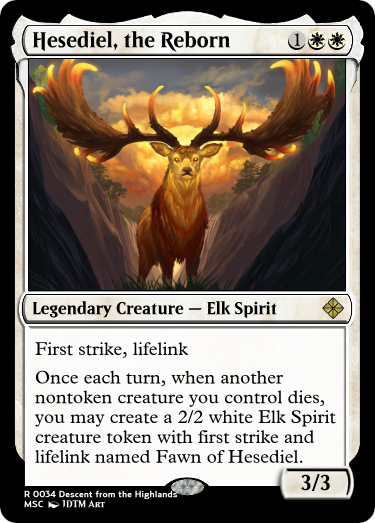 Hesediel, the Reborn 1
Legendary Creature — Elk Spirit
First strike, lifelink
Once each turn, when another
nontoken creature you control dies,
you may create a 2/2 white Elk Spirit
creature token with first strike and
lifelink named Fawn of Hesediel.
3/3
R 0034 Descent from the Highlands
MSC JDTM Art